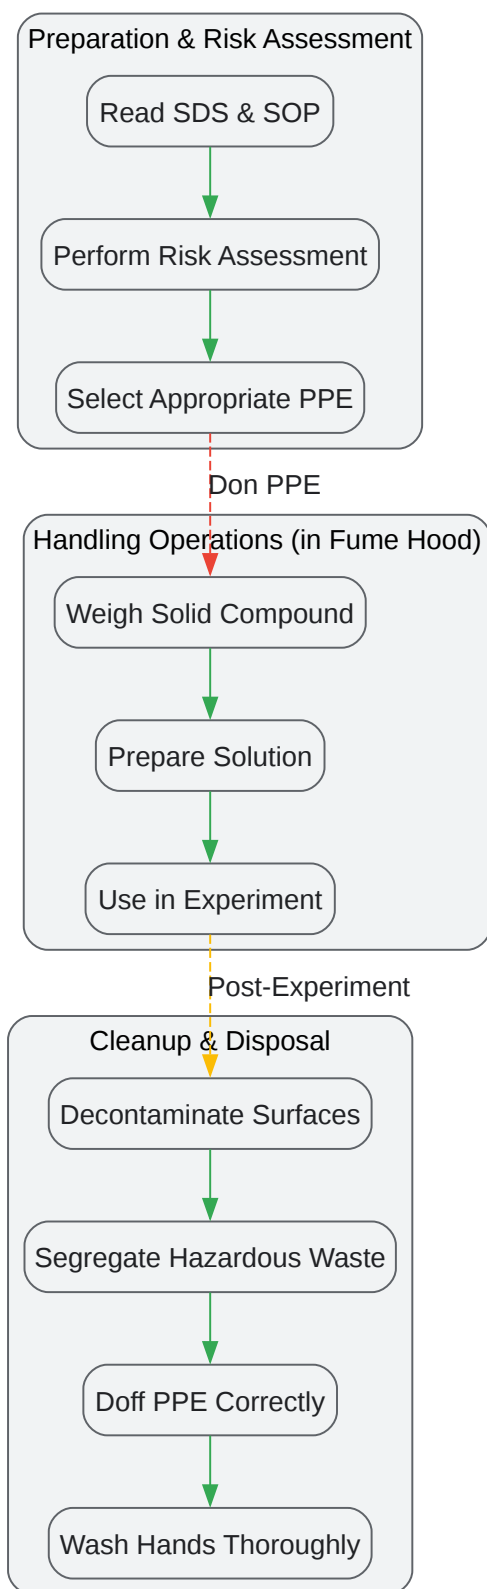 Preparation & Risk Assessment
Read SDS & SOP
Perform Risk Assessment
Select Appropriate PPE
Don PPE
Handling Operations (in Fume Hood)
Weigh Solid Compound
Prepare Solution
Use in Experiment
Post-Experiment
Cleanup & Disposal
Decontaminate Surfaces
Segregate Hazardous Waste
Doff PPE Correctly
Wash Hands Thoroughly